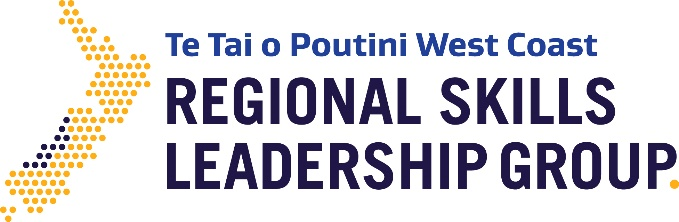 Te Tai o Poutini West Coast
REGIONAL SKILLS
LEADERSHIP GROUP.